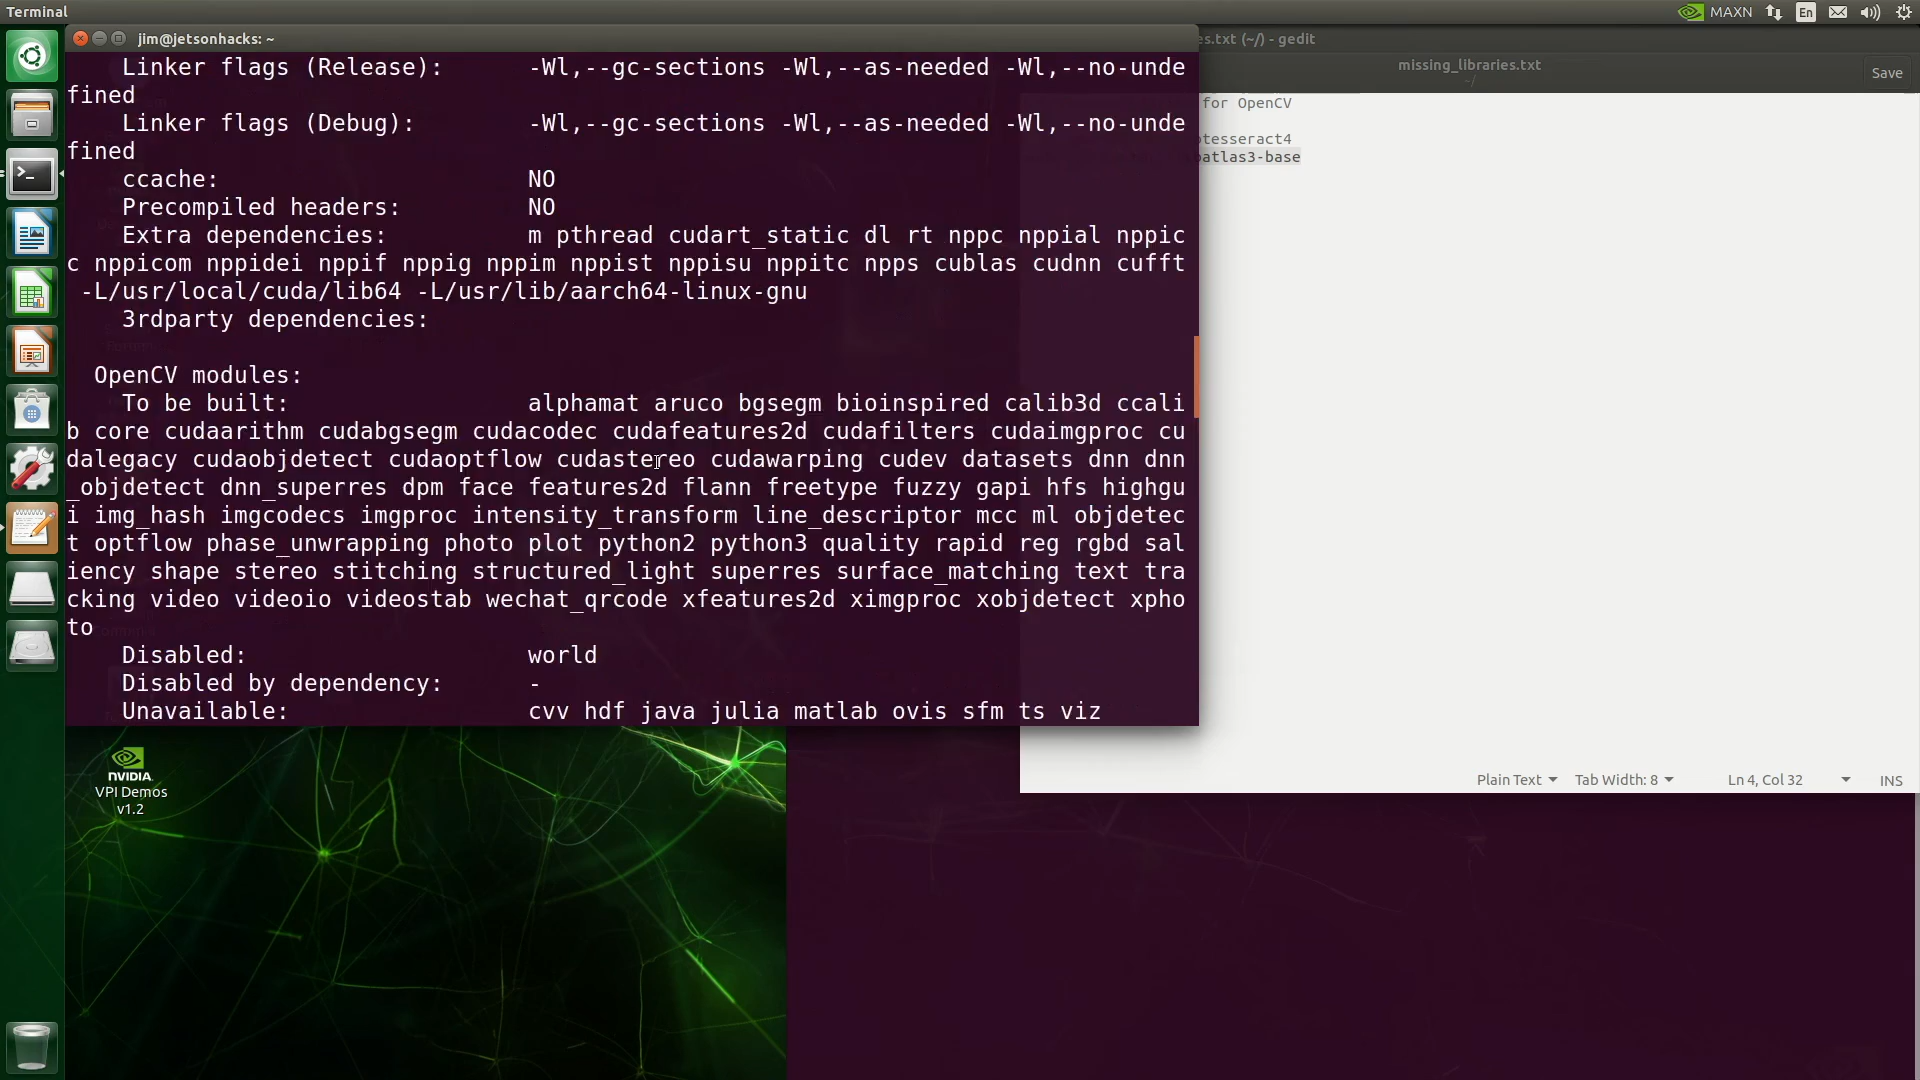 Terminal
MAXN
En
jim@jetsonhacks: ~
Linker flags (Release): -Wl,--gc-sections -Wl,--as-needed -Wl,--no-unde
fined
Linker flags (Debug): -Wl,--gc-sections -Wl,--as-needed -Wl,--no-unde
fined
ccache: NO
Precompiled headers: NO
Extra dependencies: m pthread cudart_static dl rt nppc nppial nppic
c nppicom nppidei nppif nppig nppim nppist nppisu nppitc npps cublas cudnn cufft
-L/usr/local/cuda/lib64 -L/usr/lib/aarch64-linux-gnu
3rdparty dependencies:
OpenCV modules:
To be built: alphamat aruco bgsegm bioinspired calib3d ccali
b core cudaarithm cudabgsegm cudacodec cudafeatures2d cudafilters cudaimgproc cu
dalegacy cudaobjdetect cudaoptflow cudastereo cudawarping cudev datasets dnn dnn
_objdetect dnn_superres dpm face features2d flann freetype fuzzy gapi hfs highgu
i img_hash imgcodecs imgproc intensity_transform line_descriptor mcc ml objdetec
t optflow phase_unwrapping photo plot python2 python3 quality rapid reg rgbd sal
iency shape stereo stitching structured_light superres surface_matching text tra
cking video videoio videostab wechat_qrcode xfeatures2d ximgproc xobjdetect xpho
to
Disabled: world
Disabled by dependency: -
Unavailable: cvv hdf java julia matlab ovis sfm ts viz
es.txt (~/) - gedit
missing_libraries.txt
~/
Save
for OpenCV
otesseract4
batlas3-base
Plain Text
Tab Width: 8
Ln 4, Col 32
INS
NVIDIA.
VPI Demos
v1.2